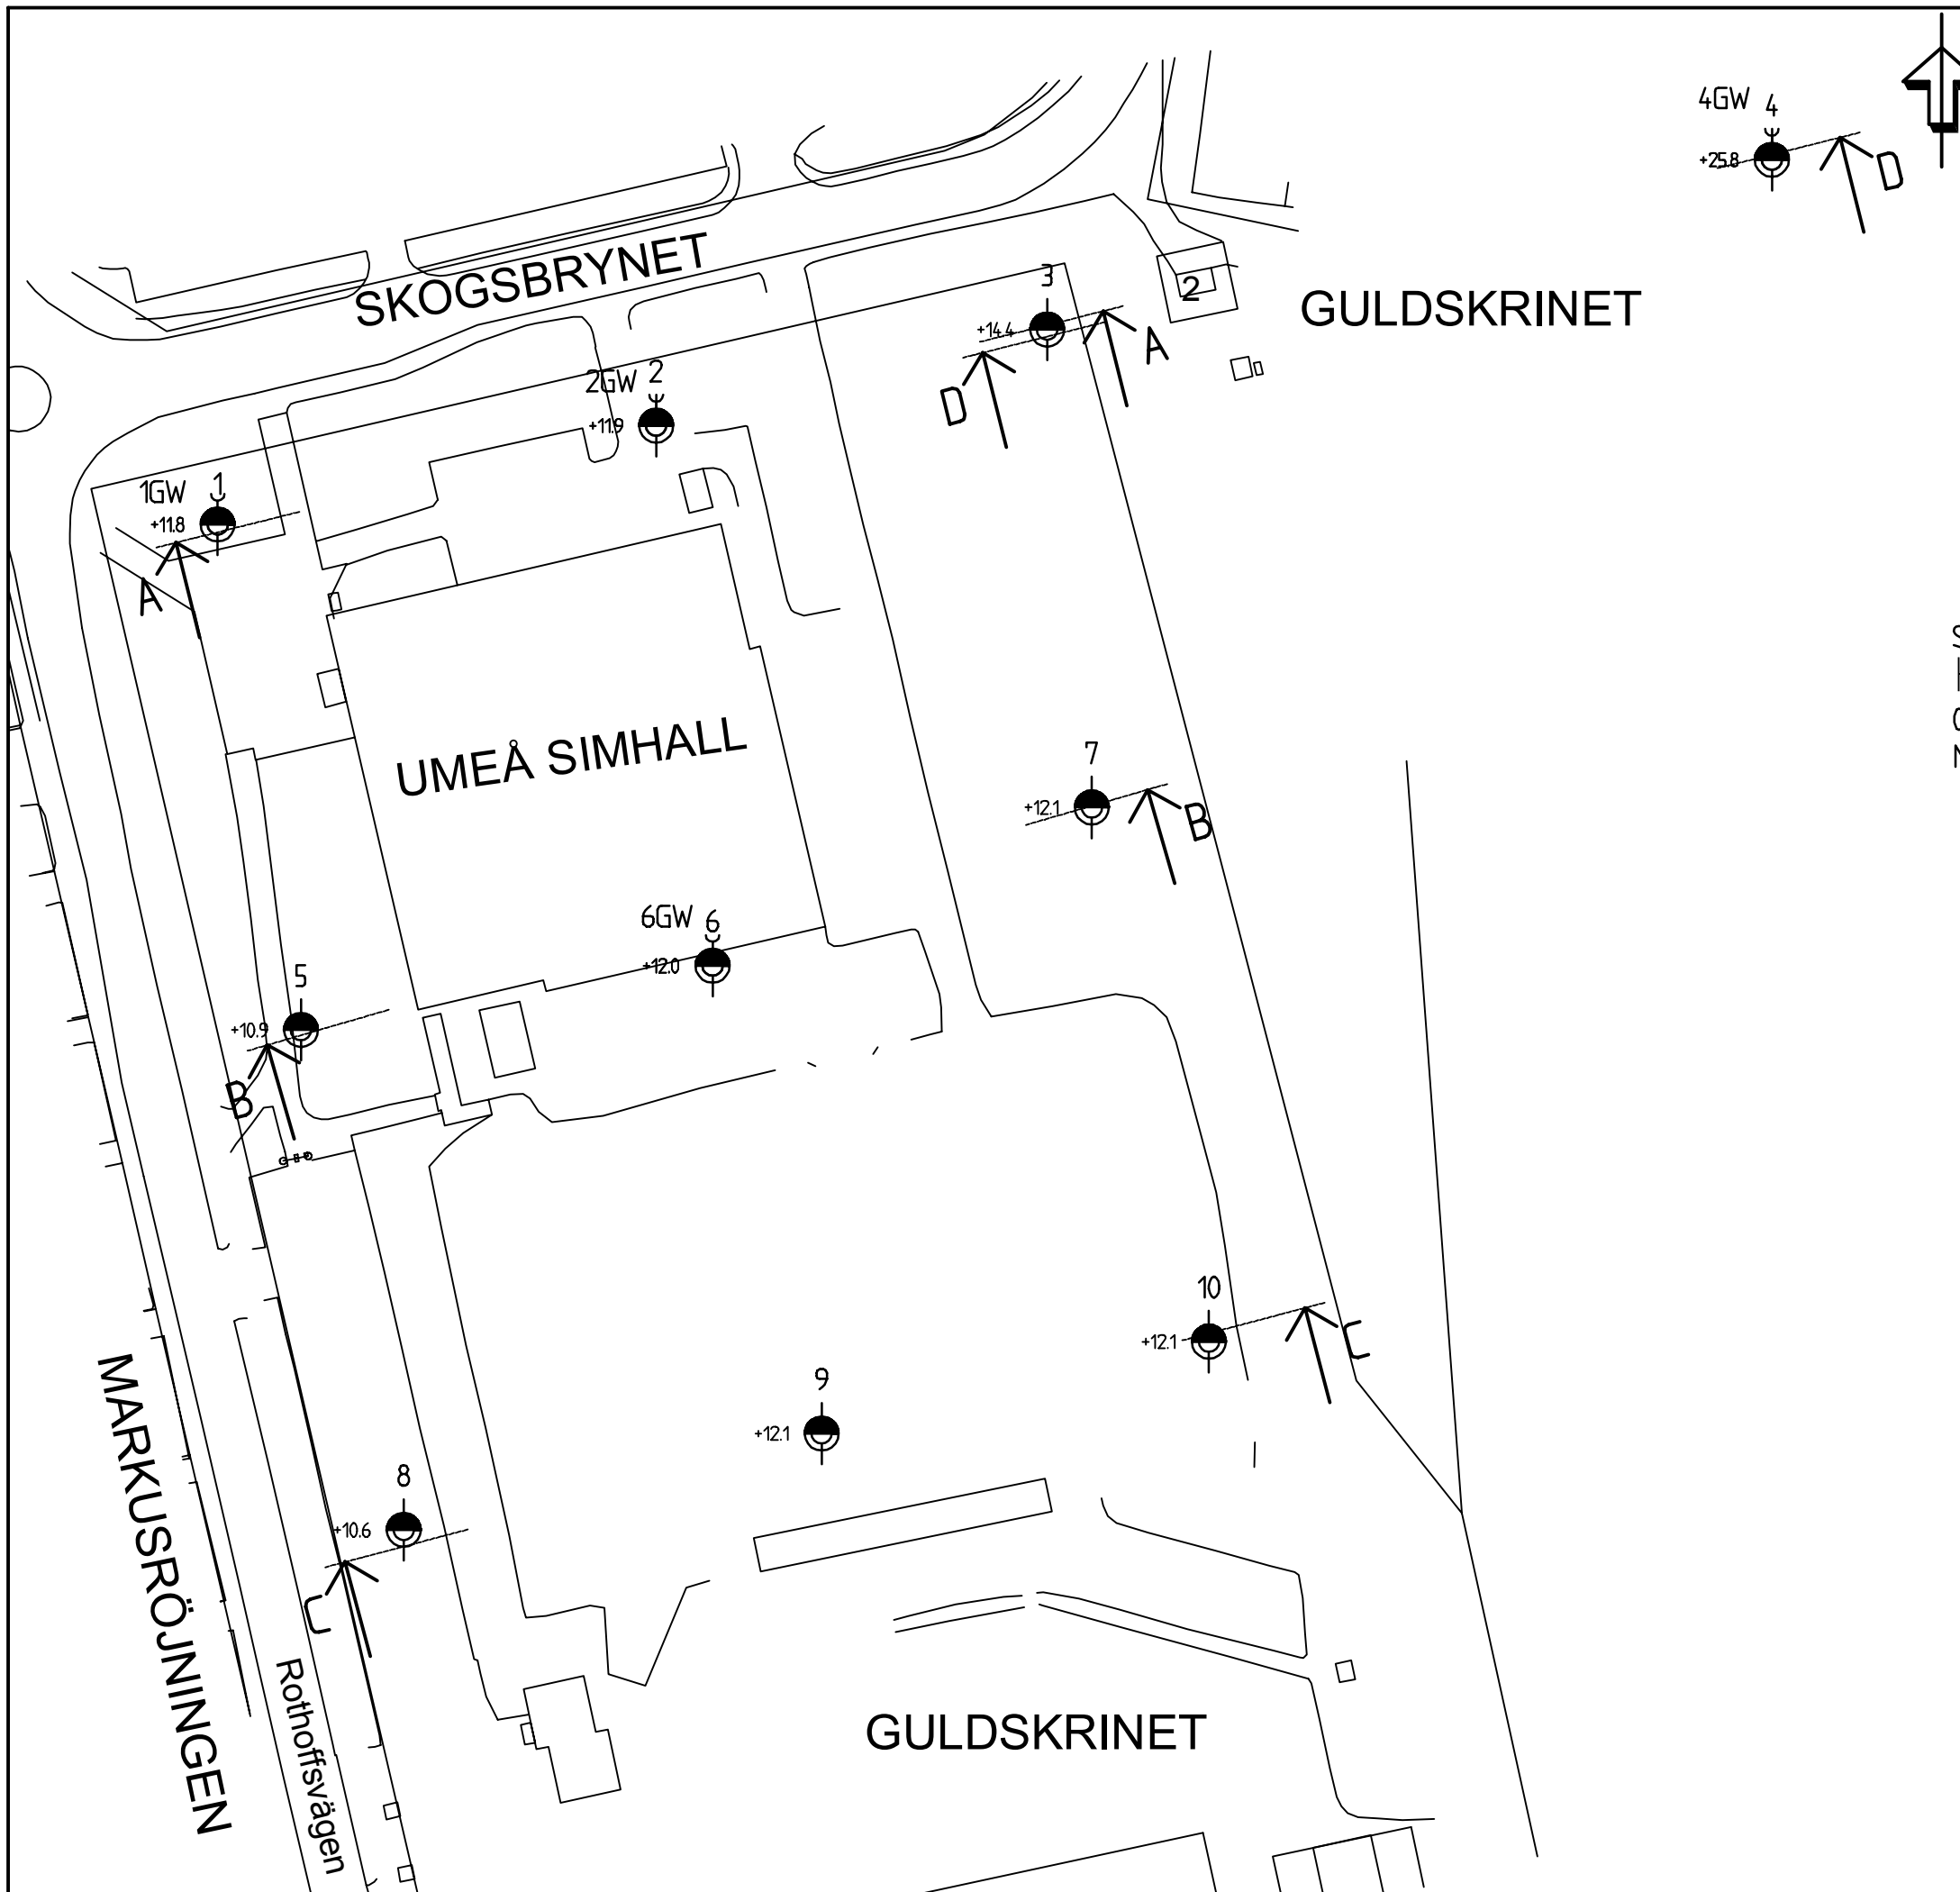 4GW 4
+25.8
D
SKOGSBRYNET
3
2
GULDSKRINET
+14.4
A
D
2GW 2
+11.9
1GW 1
+11.8
A
UMEÅ SIMHALL
7
+12.1
B
6GW 6
+12.0
5
+10.9
B
10
+12.1
C
9
+12.1
8
+10.6
C
MARKUSRÖJNINGEN
Rothoffsvägen
GULDSKRINET